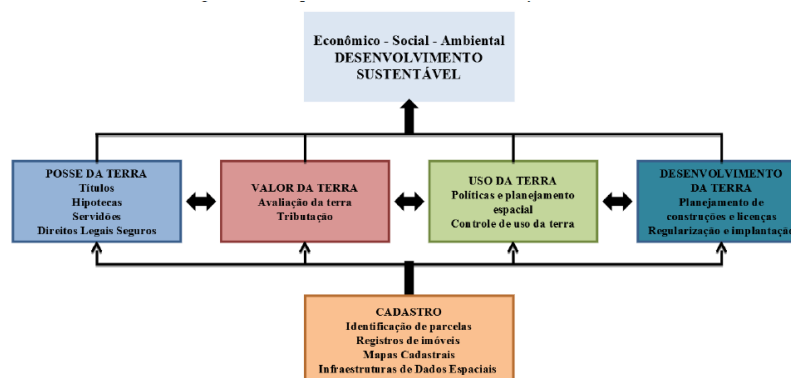 Econômico - Social - Ambiental
DESENVOLVIMENTO
SUSTENTÁVEL
POSSE DA TERRA
Títulos
Hipotecas
Servidões
Direitos Legais Seguros
VALOR DA TERRA
Avaliação da terra
Tributação
USO DA TERRA
Políticas e planejamento
espacial
Controle de uso da terra
DESENVOLVIMENTO
DA TERRA
Planejamento de
construções e licenças
Regularização e implantação
CADASTRO
Identificação de parcelas
Registros de imóveis
Mapas Cadastrais
Infraestruturas de Dados Espaciais